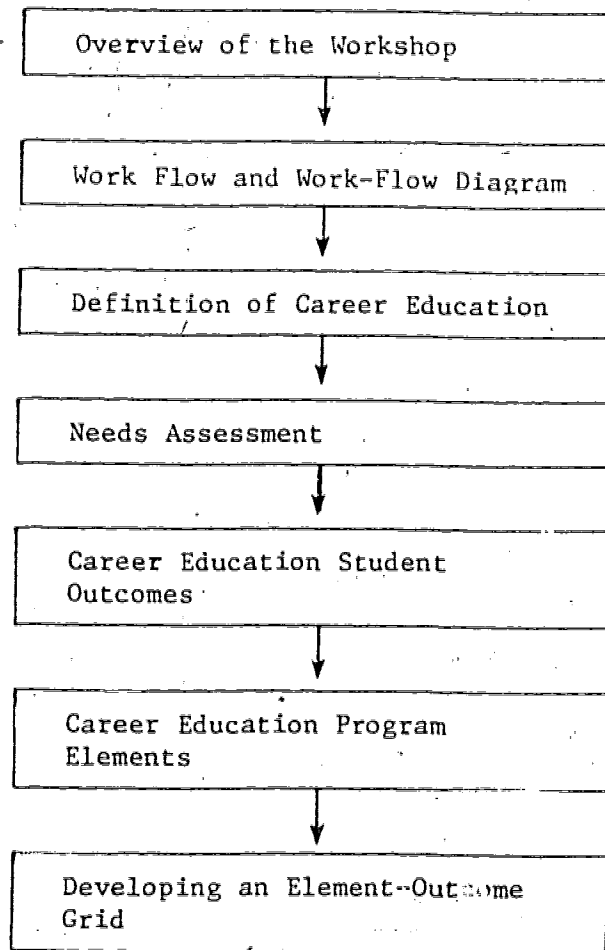 Overview of the Workshop
Work Flow and Work-Flow Diagram
Definition of Career Education
Needs Assessment
Career Education Student
Outcomes
Career Education Program
Elements
Developing an Element-Outcome
Grid